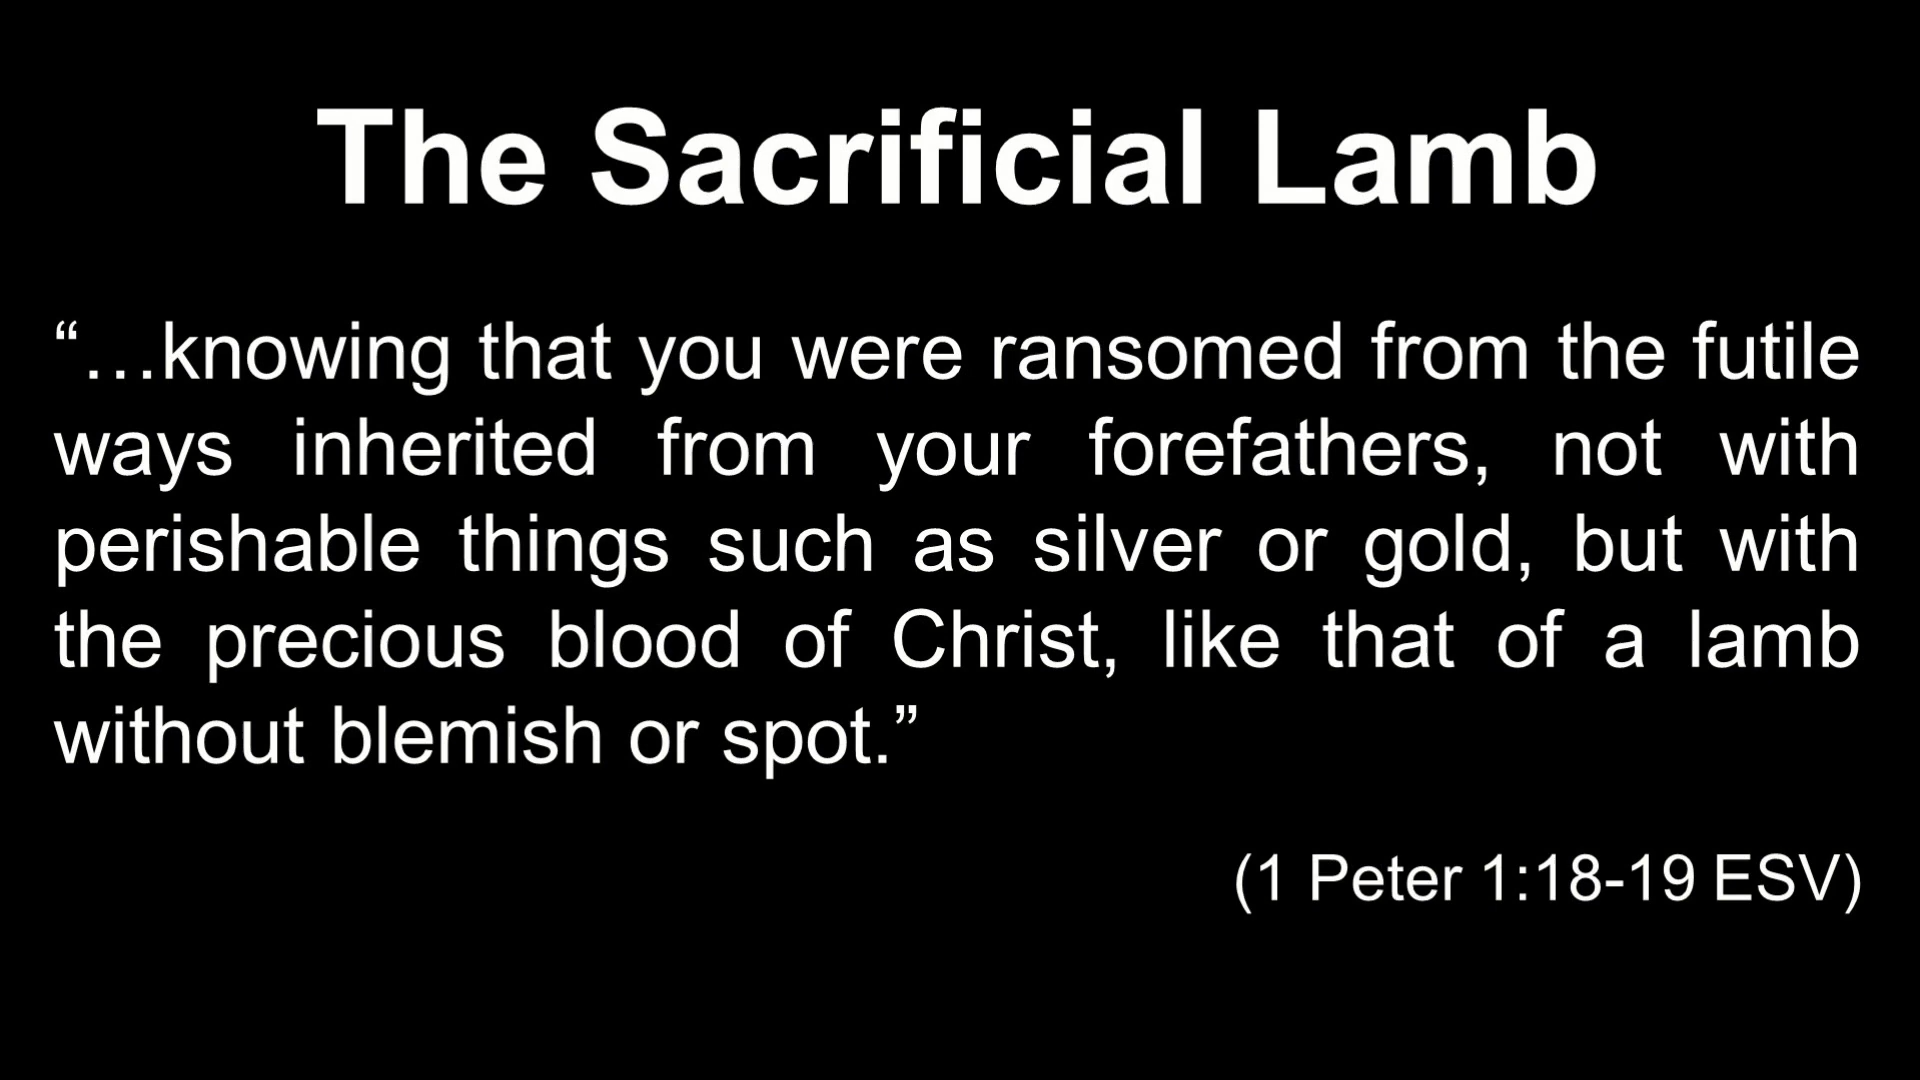 The Sacrificial Lamb
“…knowing that you were ransomed from the futile
ways inherited from your forefathers, not with
perishable things such as silver or gold, but with
the precious blood of Christ, like that of a lamb
without blemish or spot.”
(1 Peter 1:18-19 ESV)